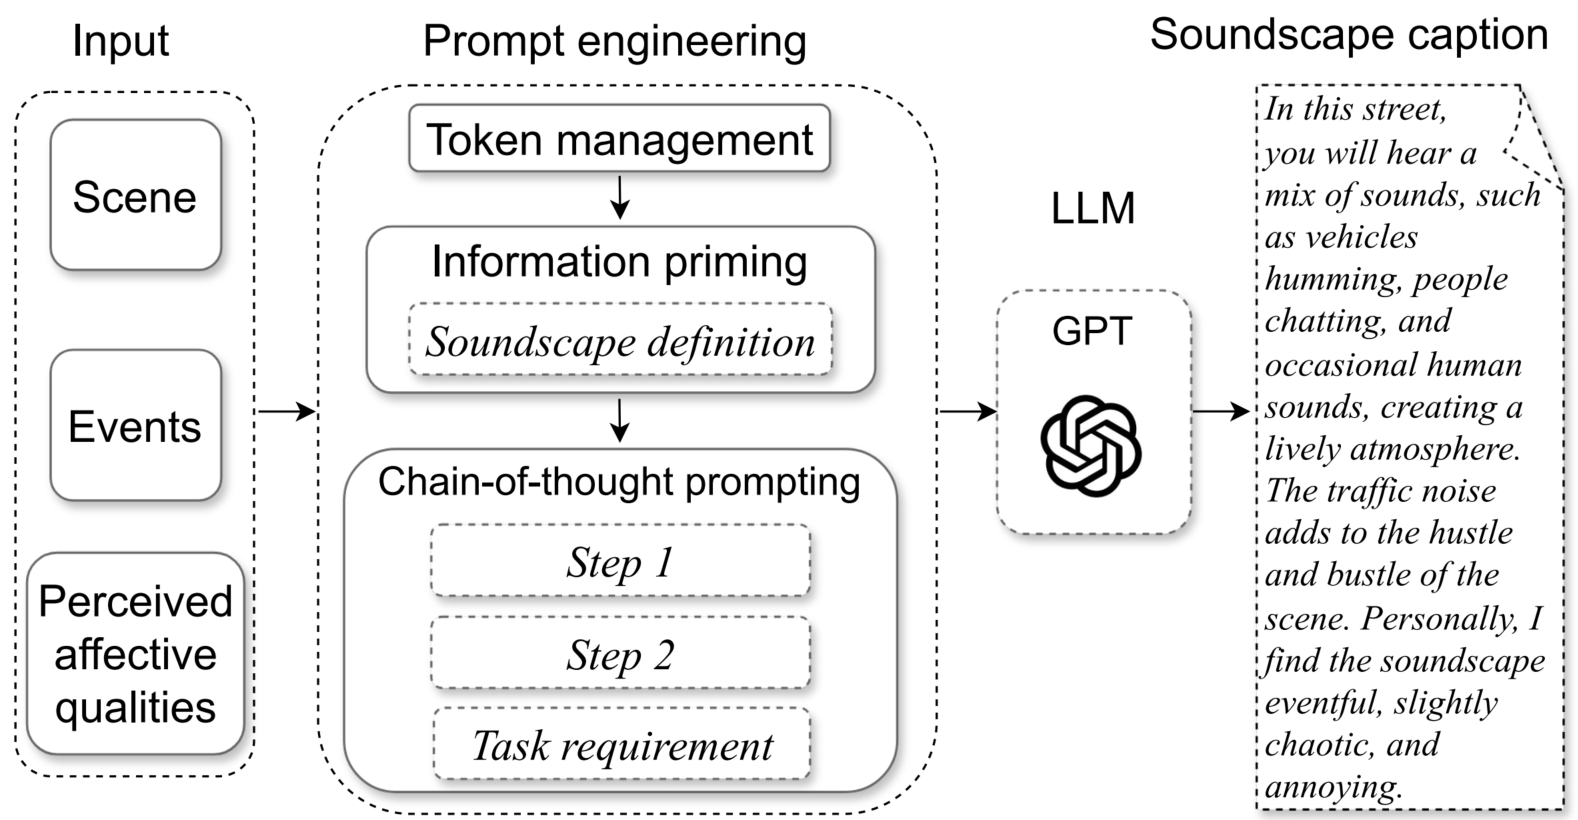 Input
Scene
Events
Perceived
affective
qualities
Prompt engineering
Token management
Information priming
Soundscape definition
Chain-of-thought prompting
Step 1
Step 2
Task requirement
LLM
GPT
Soundscape caption
In this street,
you will hear a
mix of sounds, such
as vehicles
humming, people
chatting, and
occasional human
sounds, creating a
lively atmosphere.
The traffic noise
adds to the hustle
and bustle of the
scene. Personally, I
find the soundscape
eventful, slightly
chaotic, and
annoying.